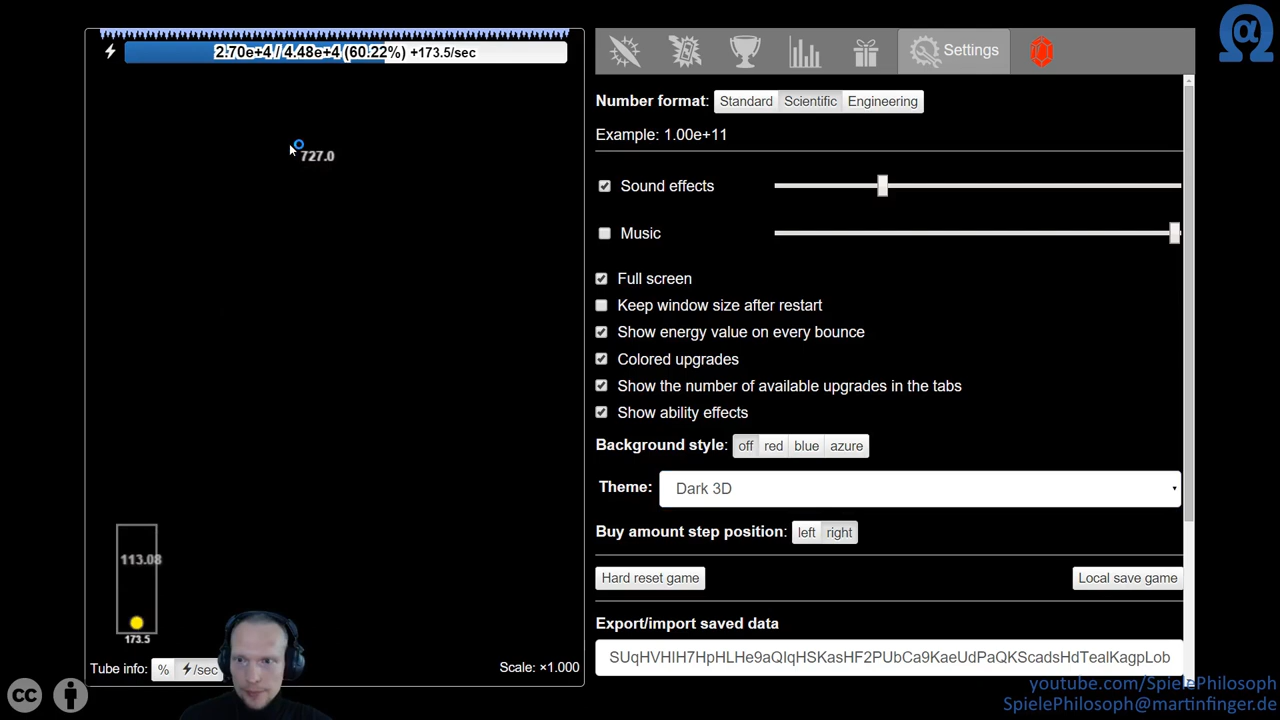 2.70e+4 / 4.48e+4 (60.22%) +173.5/sec
727.0
113.08
173.5
Tube info: % /sec
Scale: ×1.000
Settings
Number format: Standard Scientific Engineering
Example: 1.00e+11
Sound effects
Music
Full screen
Keep window size after restart
Show energy value on every bounce
Colored upgrades
Show the number of available upgrades in the tabs
Show ability effects
Background style: off red blue azure
Theme: Dark 3D
Buy amount step position: left right
Hard reset game Local save game
Export/import saved data
SUqHVHIH7HpHLHe9aQIqHSKasHF2PUbCa9KaeUdPaQKScadsHdTealKagpLob
cc
youtube.com/SpielePhilosoph
SpielePhilosoph@martinfinger.de
@